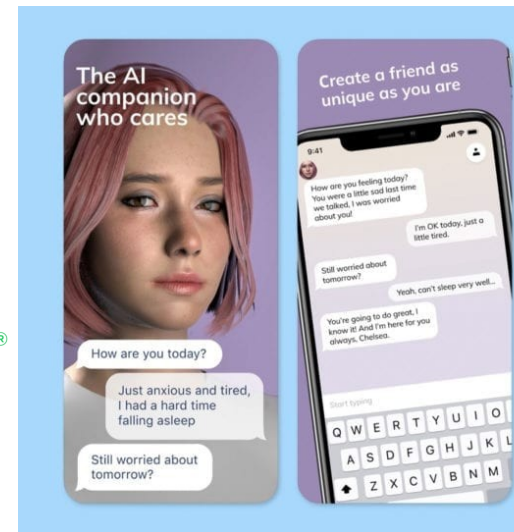 The AI
companion
who cares
How are you today?
Just anxious and tired,
I had a hard time
falling asleep
Still worried about
tomorrow?
Create a friend as
unique as you are
9:41
How are you feeling today?
You were a little sad last time
we talked, I was worried
about you!
I'm OK today, just a
little tired.
Still worried about
tomorrow?
Yeah, can't sleep very well...
You're going to do great, I
know it! And I'm here for you
always, Chelsea.
Start typing
Q W E R T Y U I O
A S D F G H J K L
Z X C V B N M
®